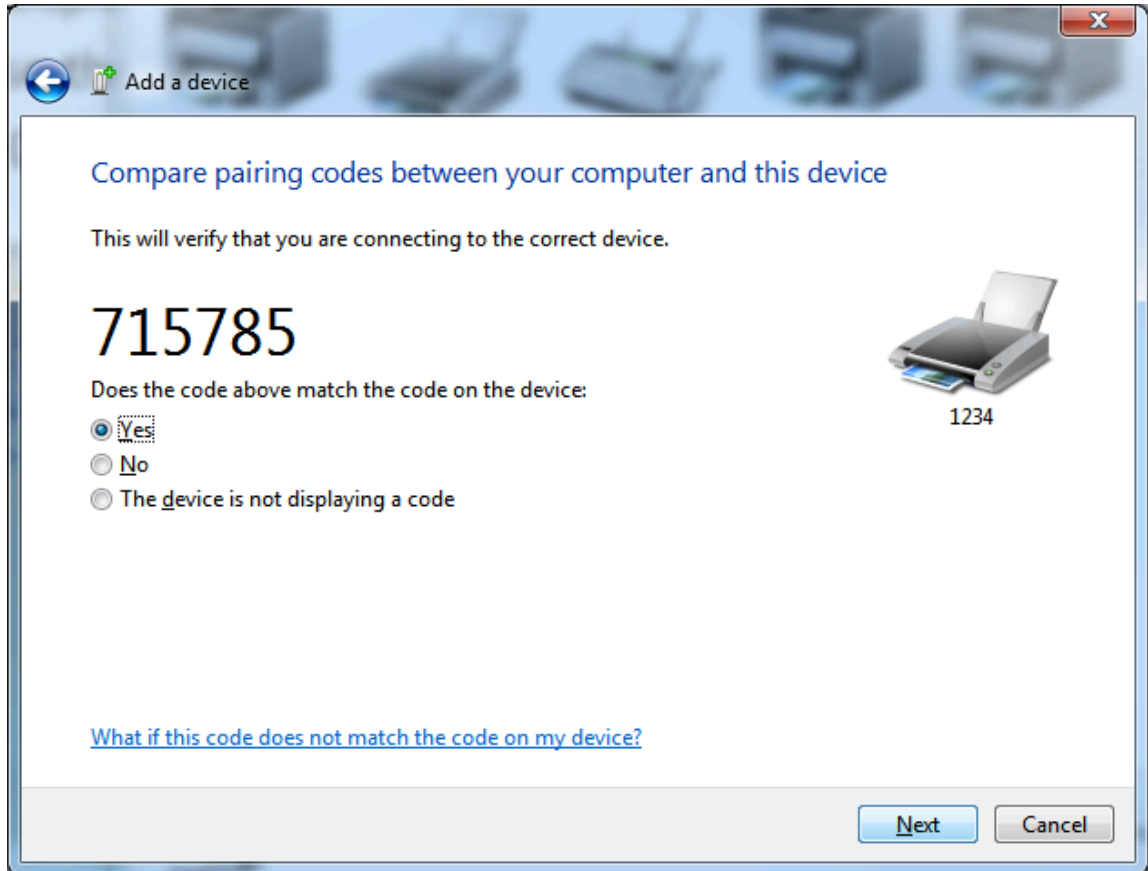 Add a device
Compare pairing codes between your computer and this device
This will verify that you are connecting to the correct device.
715785
Does the code above match the code on the device:
Yes
No
The device is not displaying a code
1234
What if this code does not match the code on my device?
Next Cancel